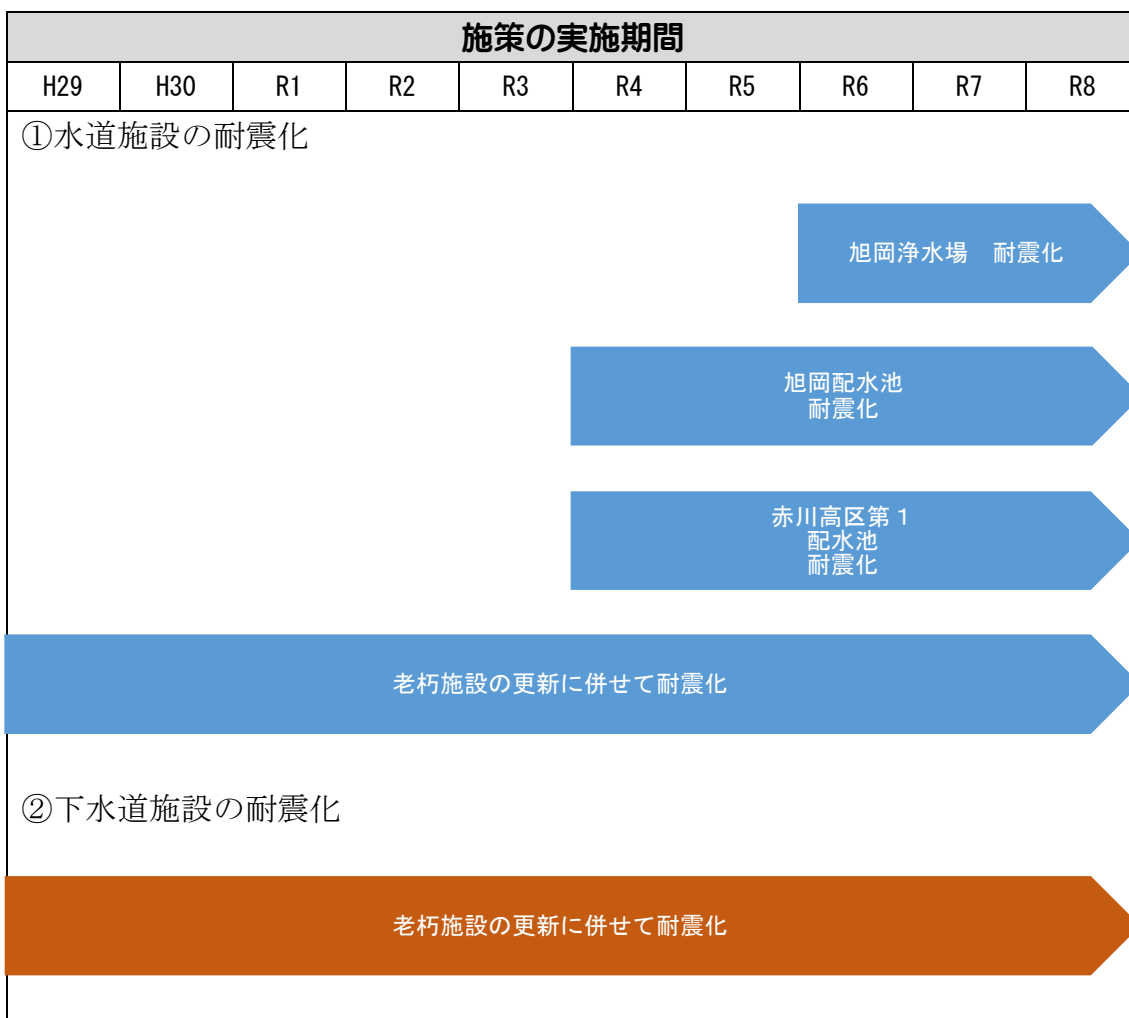 施策の実施期間
H29 H30 R1 R2 R3 R4 R5 R6 R7 R8
①水道施設の耐震化
旭岡浄水場　耐震化
旭岡配水池
耐震化
赤川高区第１
配水池
耐震化
老朽施設の更新に併せて耐震化
②下水道施設の耐震化
老朽施設の更新に併せて耐震化